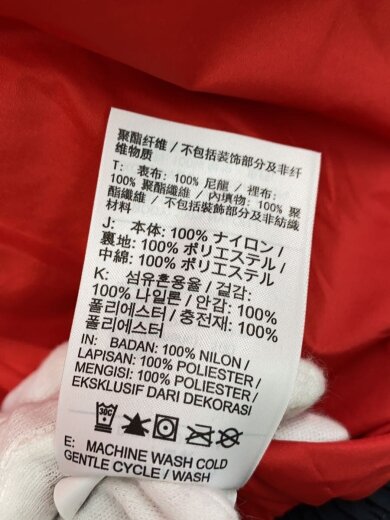 聚酯纤维 / 不包括装饰部分及非纤
维物质
T: 表布: 100% 尼龍 / 裡布:
100% 聚酯纖維 / 內填物: 100% 聚
酯纖維 / 不包括裝飾部分及非紡織
材料
J: 本体: 100% ナイロン /
裏地: 100% ポリエステル /
中綿: 100% ポリエステル
K: 섬유혼용율 / 겉감:
100% 나일론 / 안감: 100%
폴리에스터 / 충전재: 100%
폴리에스터
IN: BADAN: 100% NILON /
LAPISAN: 100% POLIESTER /
MENGISI: 100% POLIESTER /
EKSKLUSIF DARI DEKORASI
30C
E: MACHINE WASH COLD
GENTLE CYCLE / WASH